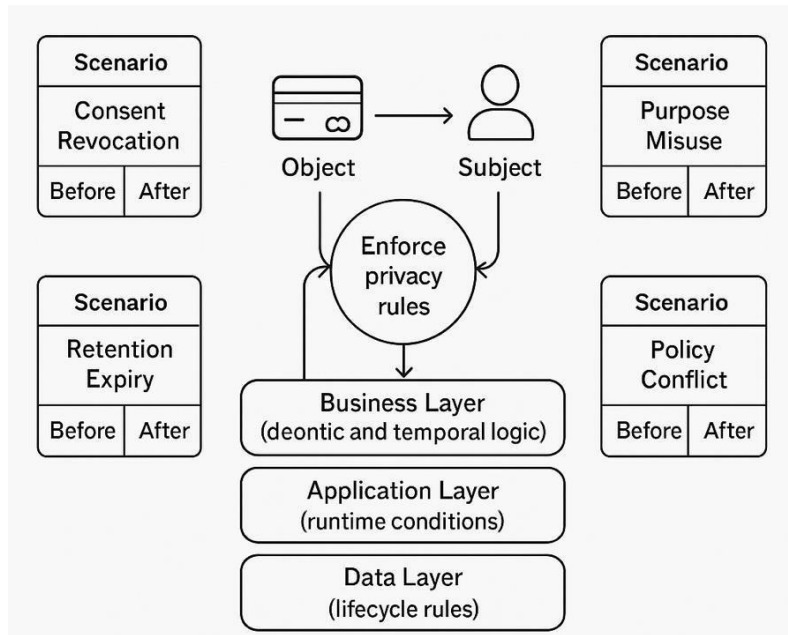 Scenario
Consent
Revocation
Before After
Object
Subject
Scenario
Purpose
Misuse
Before After
Enforce
privacy
rules
Scenario
Retention
Expiry
Before After
Scenario
Policy
Conflict
Before After
Business Layer
(deontic and temporal logic)
Application Layer
(runtime conditions)
Data Layer
(lifecycle rules)